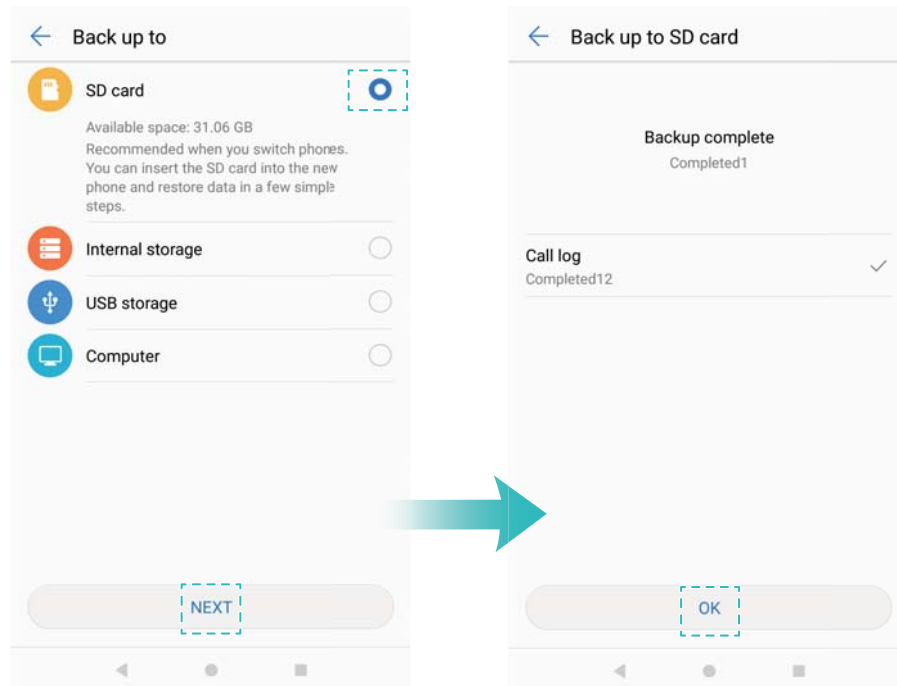 Back up to
SD card
Available space: 31.06 GB
Recommended when you switch phones.
You can insert the SD card into the new
phone and restore data in a few simple
steps.
Internal storage
USB storage
Computer
NEXT
Back up to SD card
Backup complete
Completed1
Call log
Completed12
OK